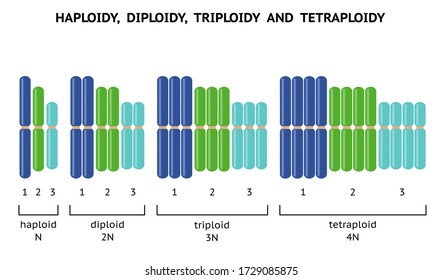 HAPLOIDY, DIPLOIDY, TRIPLOIDY AND TETRAPLOIDY
1 2 3 1 2 3 1 2 3 1 2 3
haploid diploid triploid tetraploid
N 2N 3N 4N
shutterstock.com · 1729085875